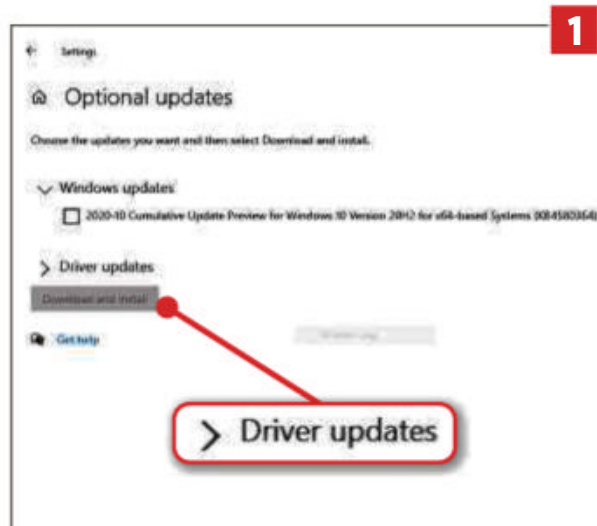 1
Settings
Optional updates
Choose the updates you want and then select Download and install.
Windows updates
2020-10 Cumulative Update Preview for Windows 10 Version 20H2 for x64-based Systems (KB4580364)
Driver updates
Download and install
Get help
Driver updates